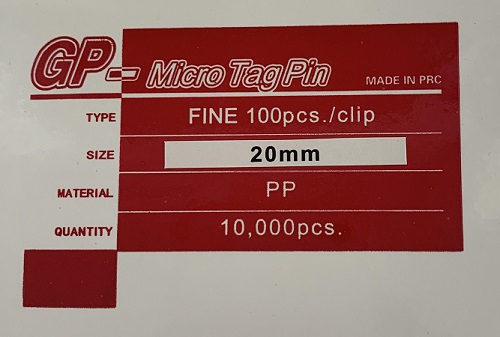 GP- Micro Tag Pin MADE IN PRC
TYPE FINE 100pcs./clip
SIZE 20mm
MATERIAL PP
QUANTITY 10,000pcs.